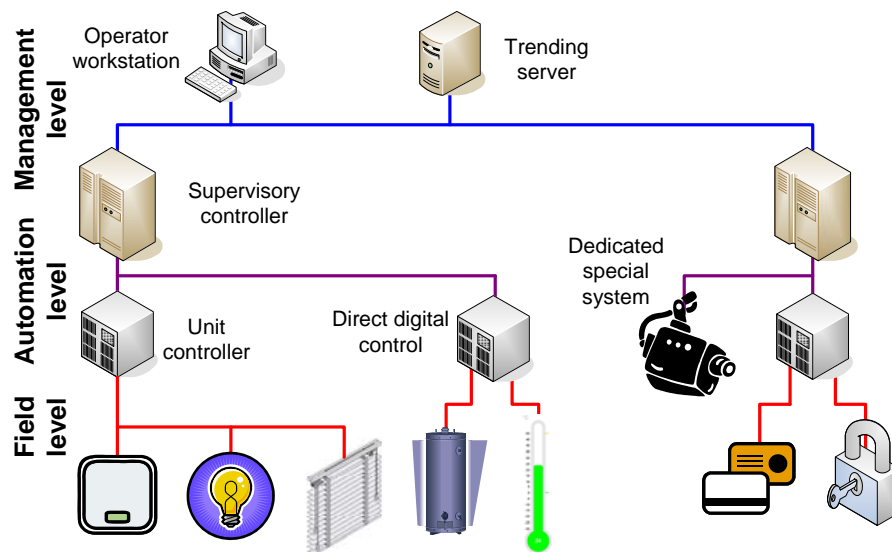 Operator
workstation
Trending
server
Management
level
Supervisory
controller
Automation
level
Dedicated
special
system
Unit
controller
Direct digital
control
Field
level